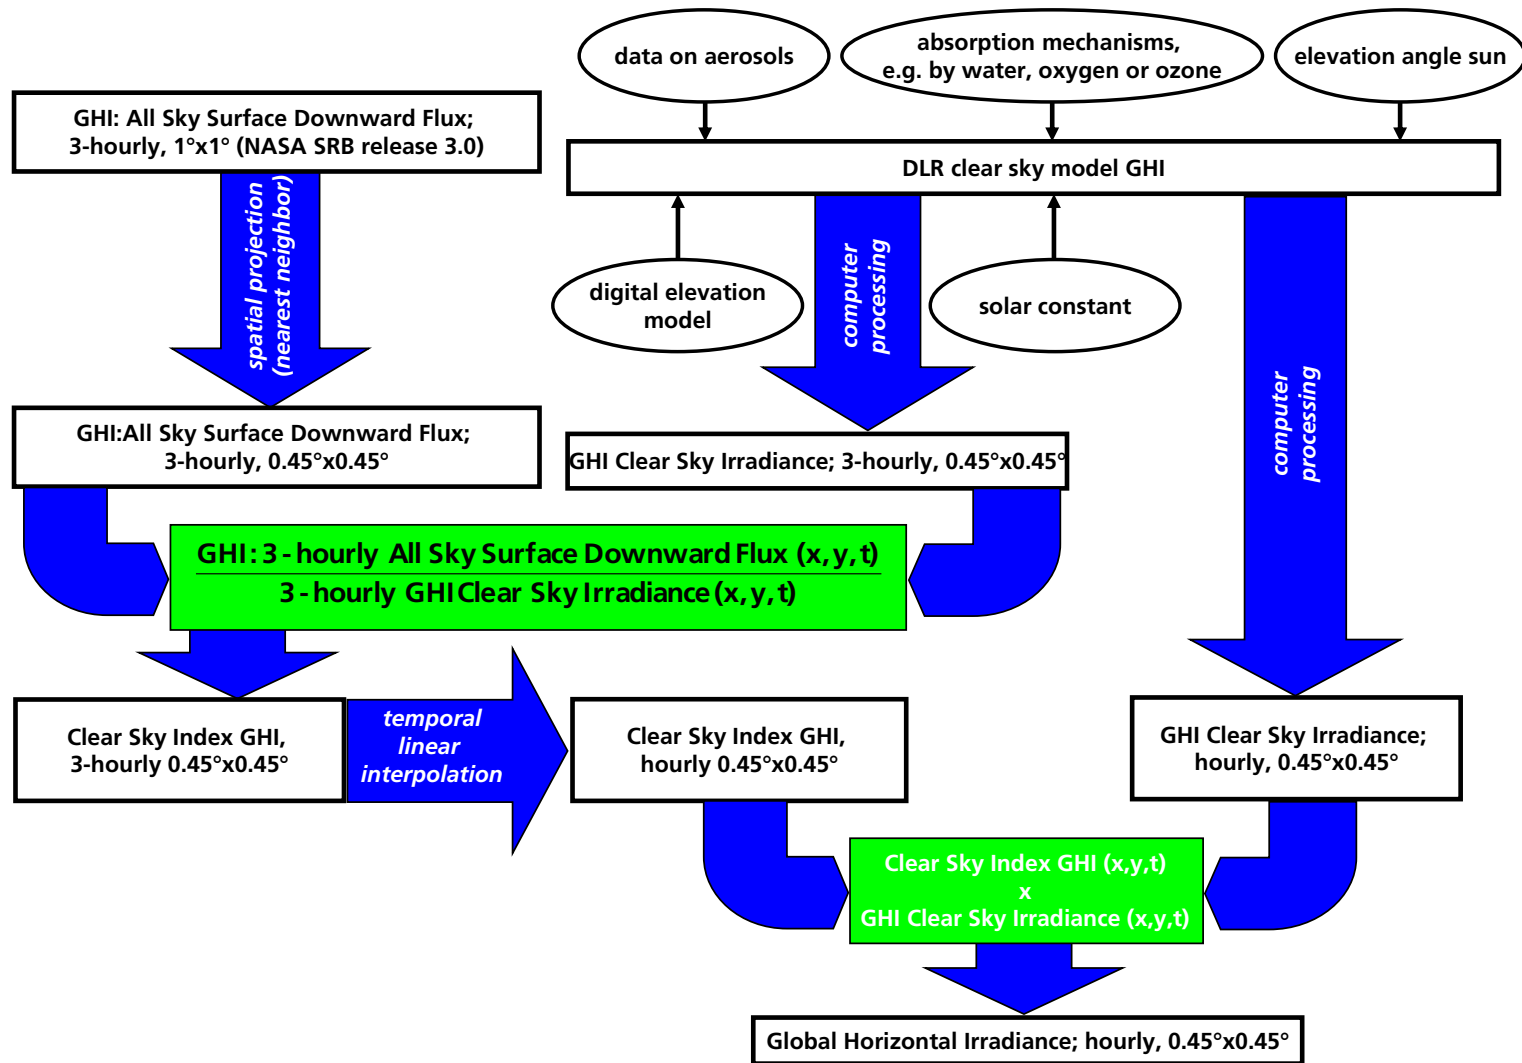 data on aerosols
absorption mechanisms,
e.g. by water, oxygen or ozone
elevation angle sun
GHI: All Sky Surface Downward Flux;
3-hourly, 1°x1° (NASA SRB release 3.0)
DLR clear sky model GHI
spatial projection
(nearest neighbor)
computer
processing
digital elevation
model
solar constant
computer
processing
GHI:All Sky Surface Downward Flux;
3-hourly, 0.45°x0.45°
GHI Clear Sky Irradiance; 3-hourly, 0.45°x0.45°
GHI: 3-hourly All Sky Surface Downward Flux (x,y,t)
3-hourly GHI Clear Sky Irradiance (x,y,t)
Clear Sky Index GHI,
3-hourly 0.45°x0.45°
temporal
linear
interpolation
Clear Sky Index GHI,
hourly 0.45°x0.45°
GHI Clear Sky Irradiance;
hourly, 0.45°x0.45°
Clear Sky Index GHI (x,y,t)
x
GHI Clear Sky Irradiance (x,y,t)
Global Horizontal Irradiance; hourly, 0.45°x0.45°